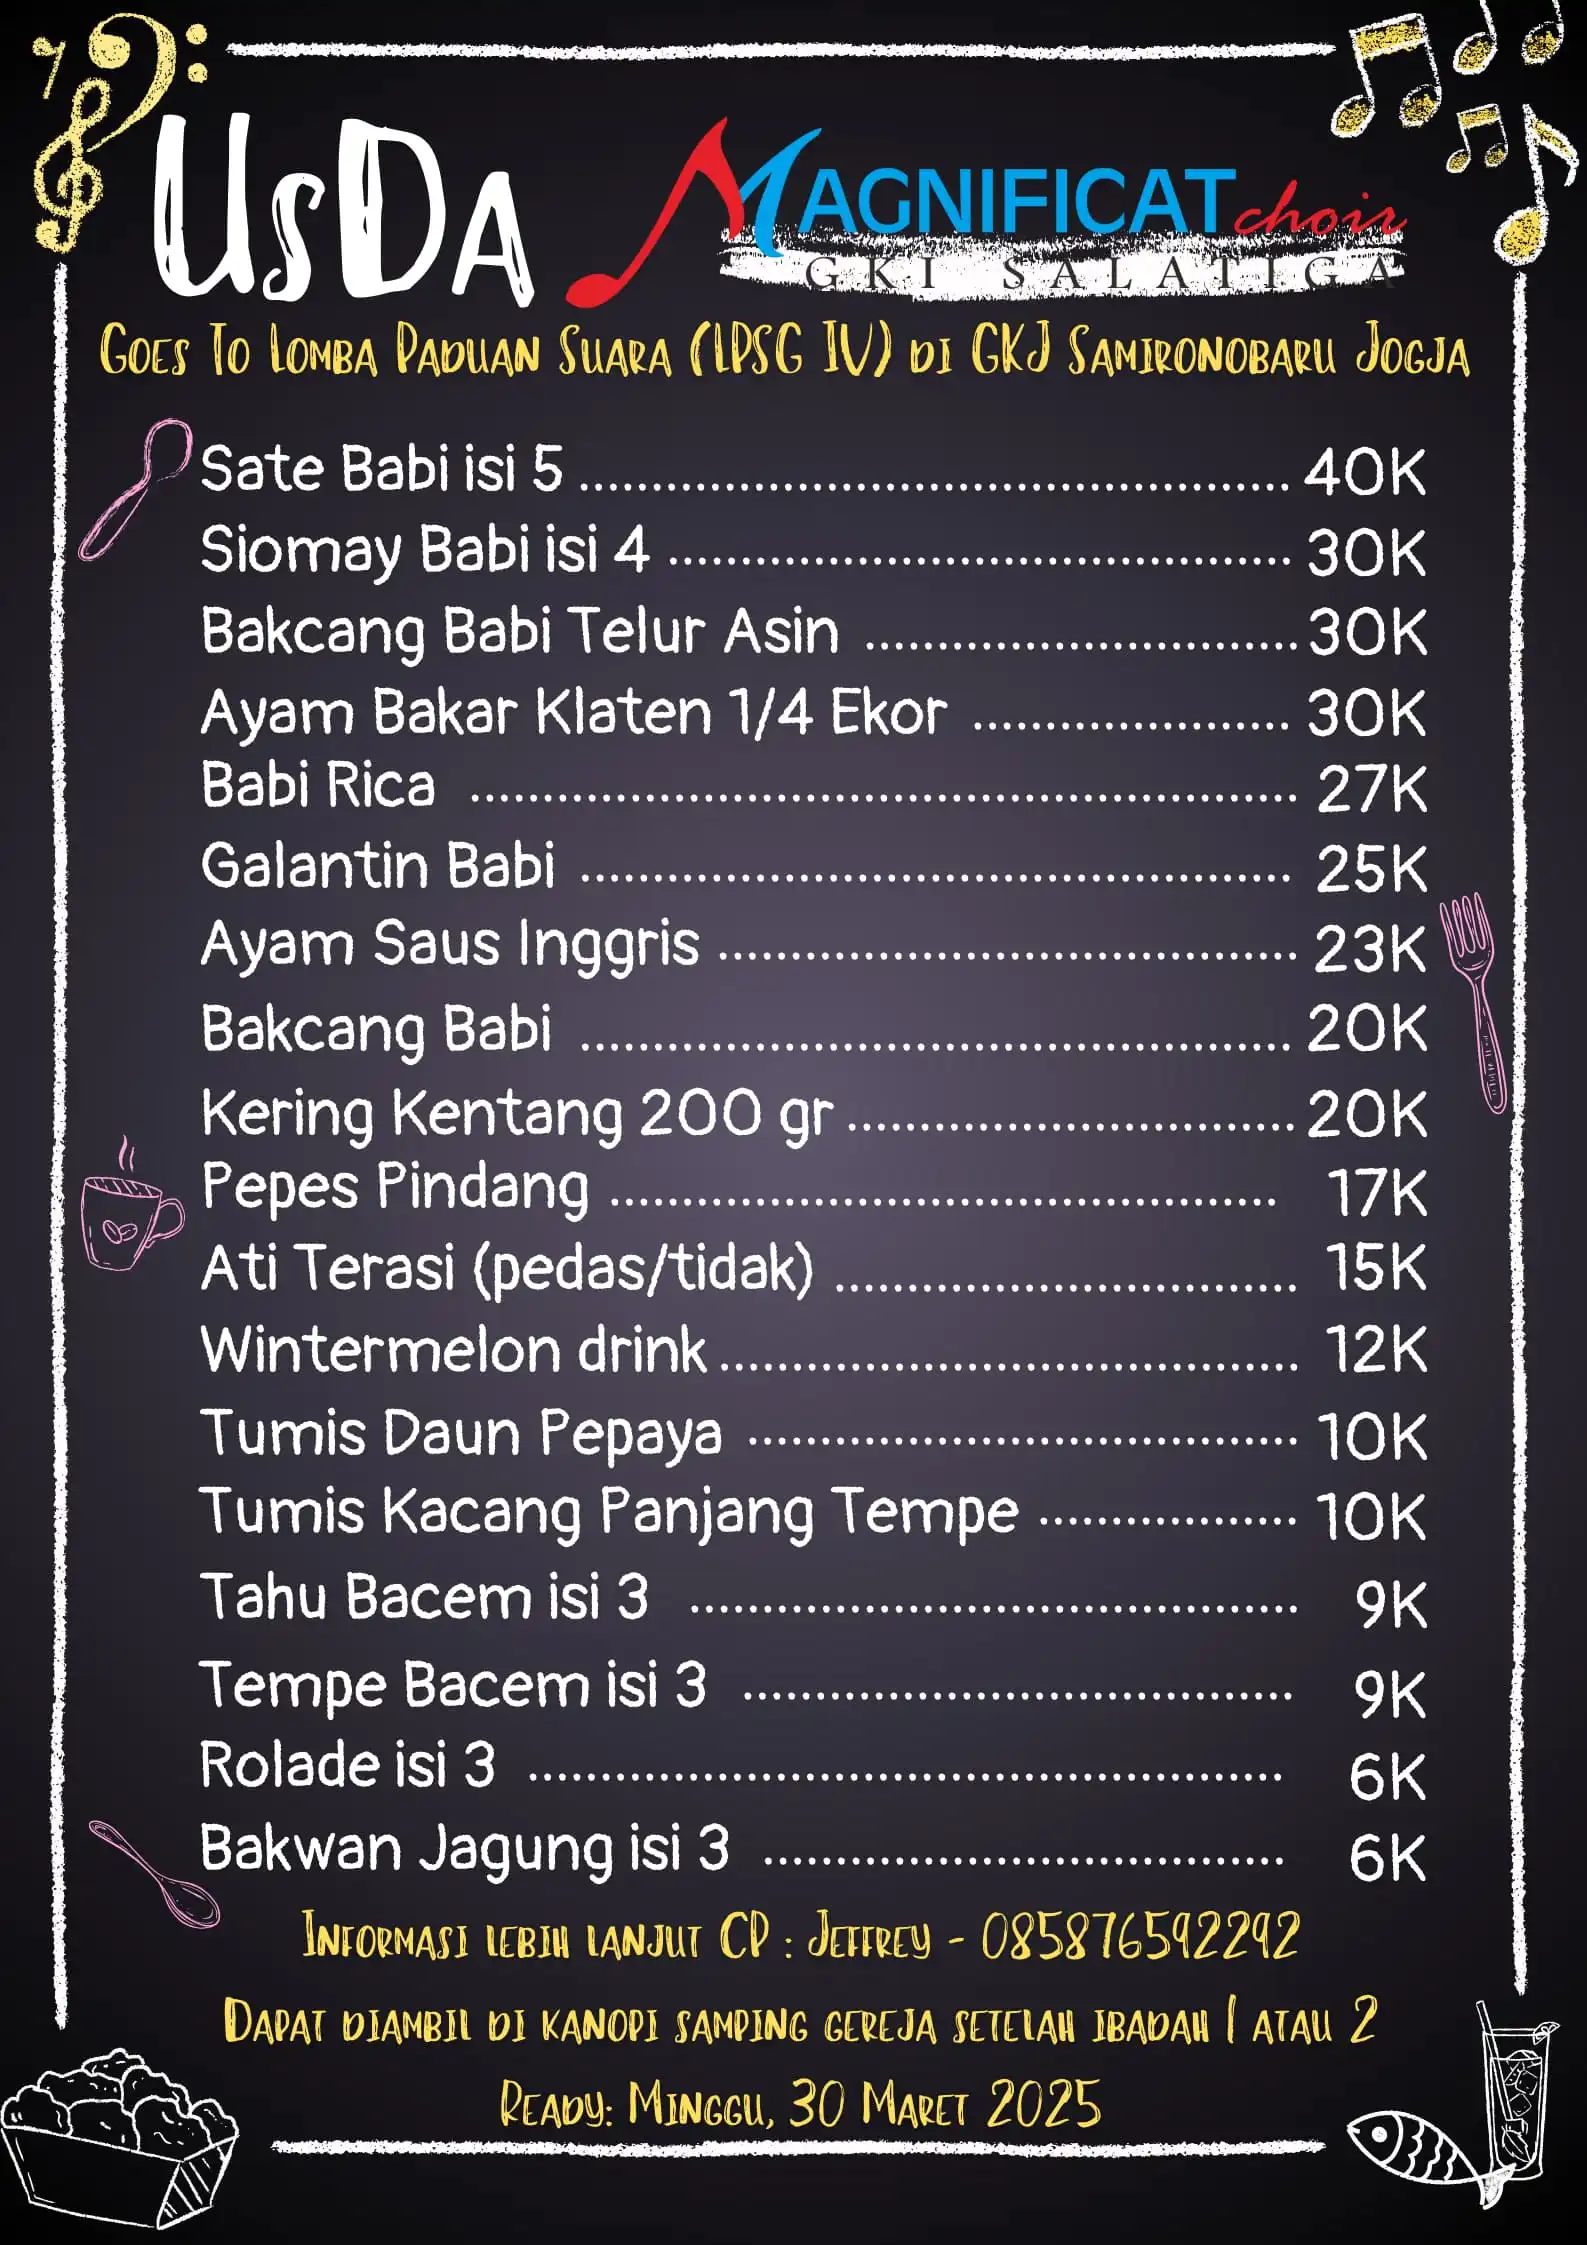 UsDA MAGNIFICAT choir
GKI SALATIGA
Goes To Lomba Paduan Suara (LPSG IV) di GKJ Samironobaru Jogja
Sate Babi isi 5 ........ 40K
Siomay Babi isi 4 ........ 30K
Bakcang Babi Telur Asin ........ 30K
Ayam Bakar Klaten 1/4 Ekor ........ 30K
Babi Rica ........ 27K
Galantin Babi ........ 25K
Ayam Saus Inggris ........ 23K
Bakcang Babi ........ 20K
Kering Kentang 200 gr ........ 20K
Pepes Pindang ........ 17K
Ati Terasi (pedas/tidak) ........ 15K
Wintermelon drink ........ 12K
Tumis Daun Pepaya ........ 10K
Tumis Kacang Panjang Tempe ........ 10K
Tahu Bacem isi 3 ........ 9K
Tempe Bacem isi 3 ........ 9K
Rolade isi 3 ........ 6K
Bakwan Jagung isi 3 ........ 6K
Informasi lebih lanjut CP : Jeffrey - 085876592292
Dapat diambil di kanopi samping gereja setelah ibadah 1 atau 2
Ready: Minggu, 30 Maret 2025